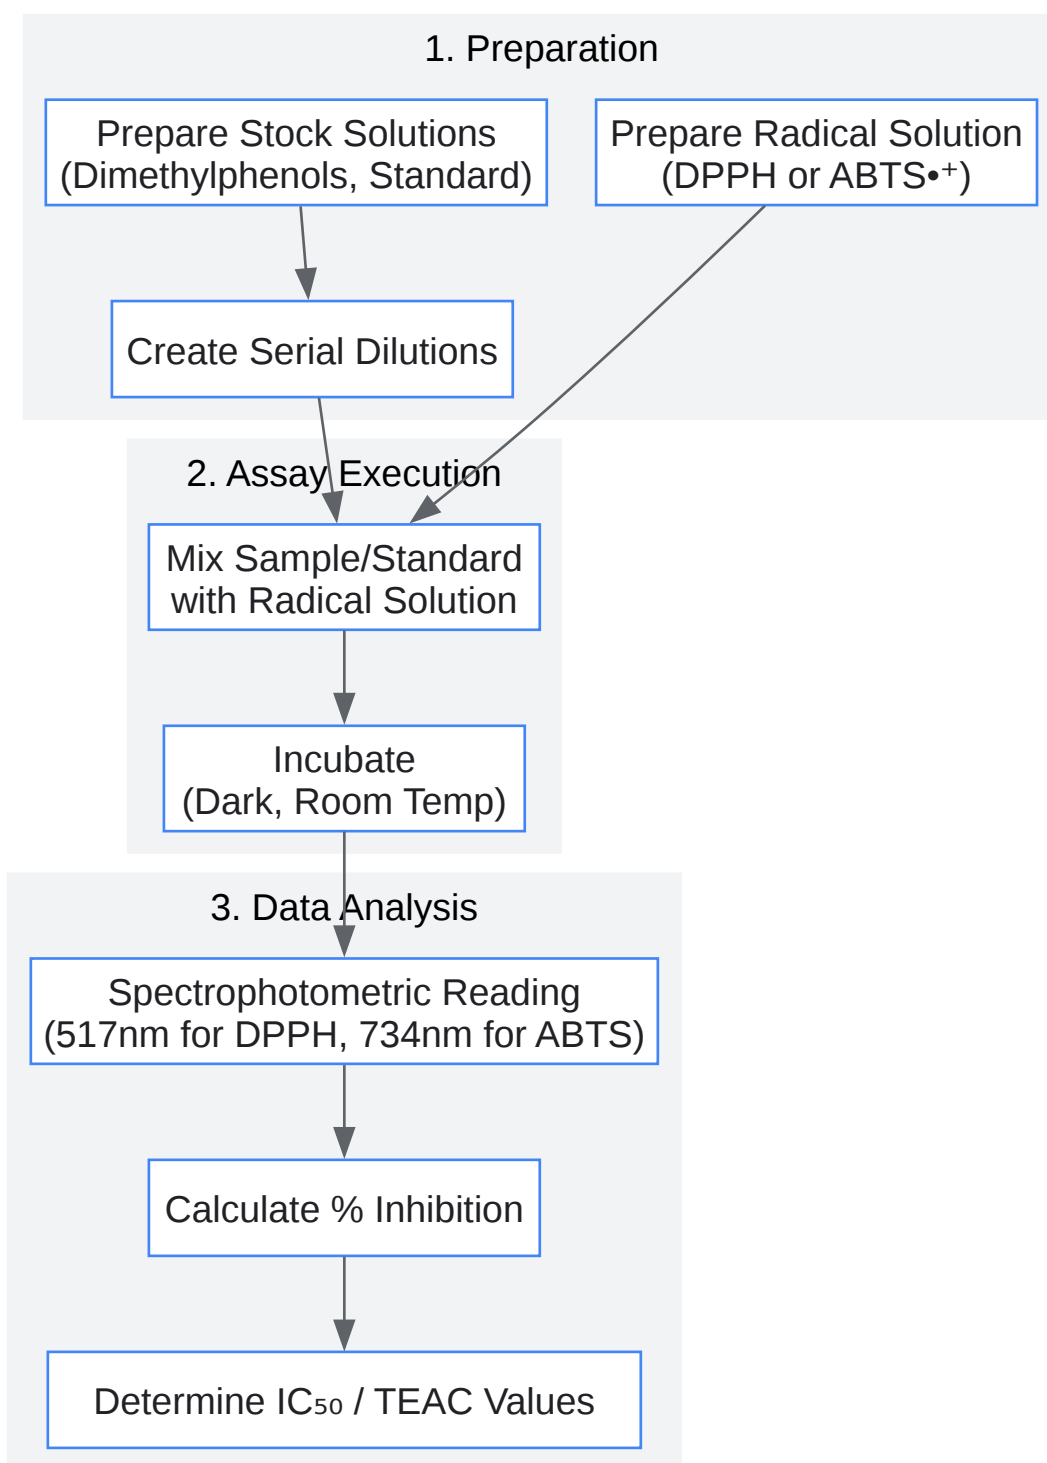 1. Preparation
Prepare Stock Solutions
(Dimethylphenols, Standard)
Prepare Radical Solution
(DPPH or ABTS•⁺)
Create Serial Dilutions
2. Assay Execution
Mix Sample/Standard
with Radical Solution
Incubate
(Dark, Room Temp)
3. Data Analysis
Spectrophotometric Reading
(517nm for DPPH, 734nm for ABTS)
Calculate % Inhibition
Determine IC₅₀ / TEAC Values